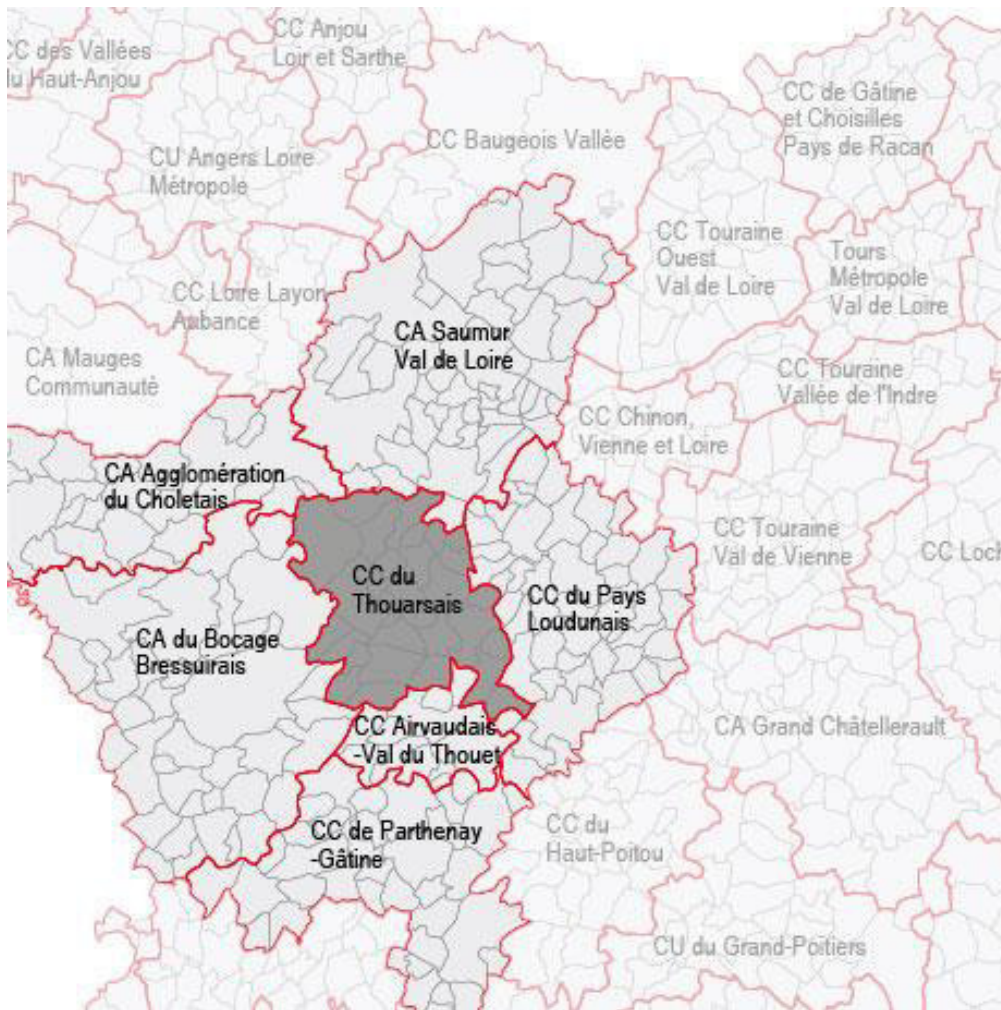 CC des Vallées
du Haut-Anjou
CC Anjou
Loir et Sarthe
CC de Gâtine
et Choisilles
Pays de Racan
CC Baugeois Vallée
CU Angers Loire
Métropole
CC Touraine
Ouest
Val de Loire
Tours
Métropole
Val de Loire
CC Loire Layon
Aubance
CA Saumur
Val de Loire
CA Mauges
Communauté
CC Touraine
Vallée de l'Indre
CC Chinon,
Vienne et Loire
CA Agglomération
du Choletais
CC Touraine
Val de Vienne
CC Loch
CC du
Thouarsais
CC du Pays
Loudunais
CA du Bocage
Bressuirais
CC Airvaudais
-Val du Thouet
CA Grand Châtellerault
CC de Parthenay
-Gâtine
CC du
Haut-Poitou
CU du Grand-Poitiers